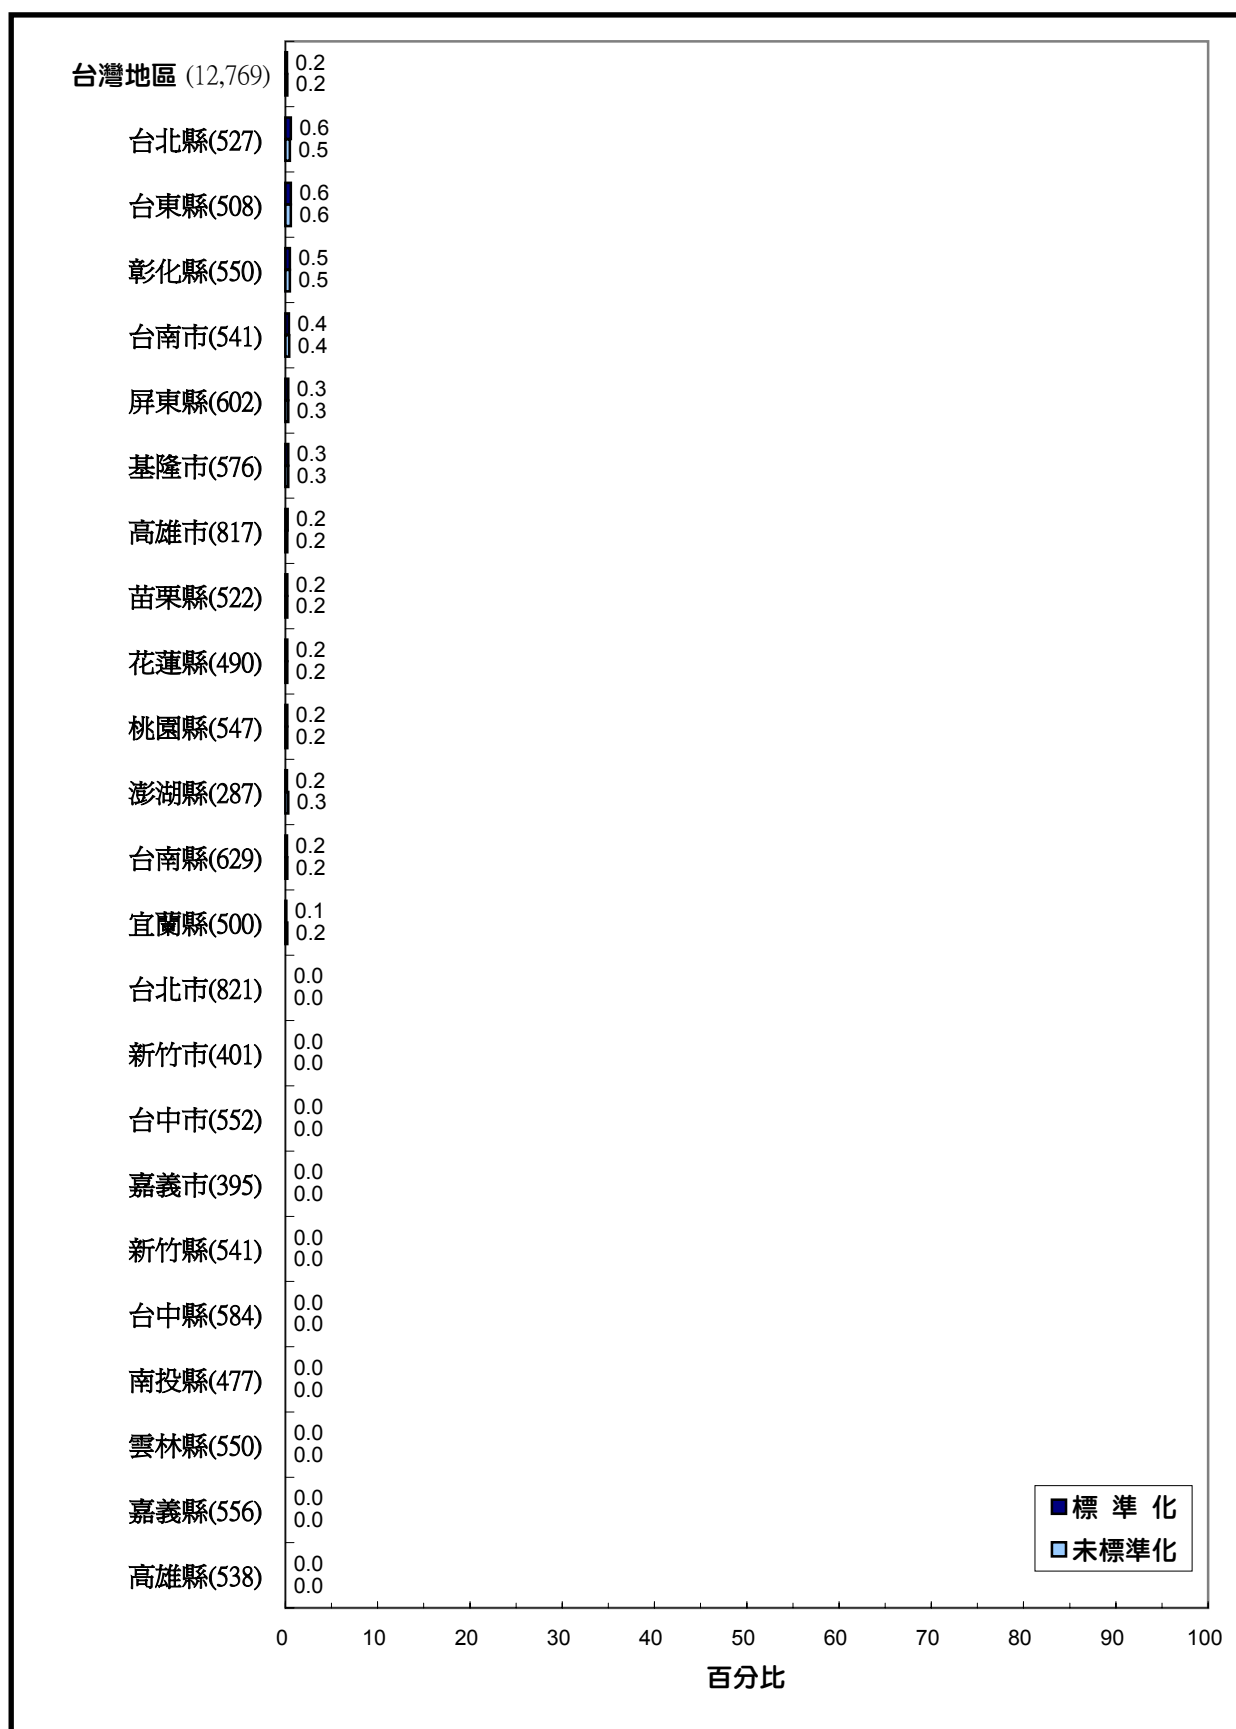 台灣地區 (12,769)
0.2
0.2
台北縣(527)
0.6
0.5
台東縣(508)
0.6
0.6
彰化縣(550)
0.5
0.5
台南市(541)
0.4
0.4
屏東縣(602)
0.3
0.3
基隆市(576)
0.3
0.3
高雄市(817)
0.2
0.2
苗栗縣(522)
0.2
0.2
花蓮縣(490)
0.2
0.2
桃園縣(547)
0.2
0.2
澎湖縣(287)
0.2
0.3
台南縣(629)
0.2
0.2
宜蘭縣(500)
0.1
0.2
台北市(821)
0.0
0.0
新竹市(401)
0.0
0.0
台中市(552)
0.0
0.0
嘉義市(395)
0.0
0.0
新竹縣(541)
0.0
0.0
台中縣(584)
0.0
0.0
南投縣(477)
0.0
0.0
雲林縣(550)
0.0
0.0
嘉義縣(556)
0.0
0.0
高雄縣(538)
0.0
0.0
標 準 化
未標準化
0 10 20 30 40 50 60 70 80 90 100
百分比